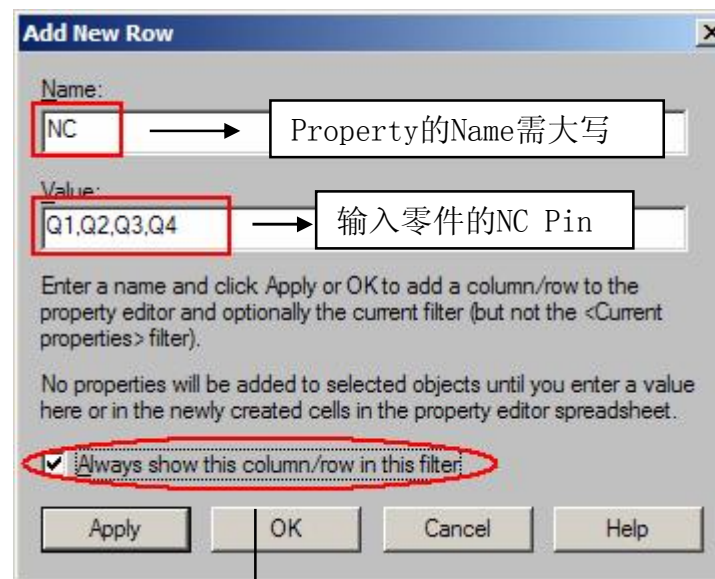 Add New Row
Name:
NC
Property的Name需大写
Value:
Q1,Q2,Q3,Q4
输入零件的NC Pin
Enter a name and click Apply or OK to add a column/row to the
property editor and optionally the current filter (but not the <Current
properties> filter).
No properties will be added to selected objects until you enter a value
here or in the newly created cells in the property editor spreadsheet.
Always show this column/row in this filter
Apply
OK
Cancel
Help